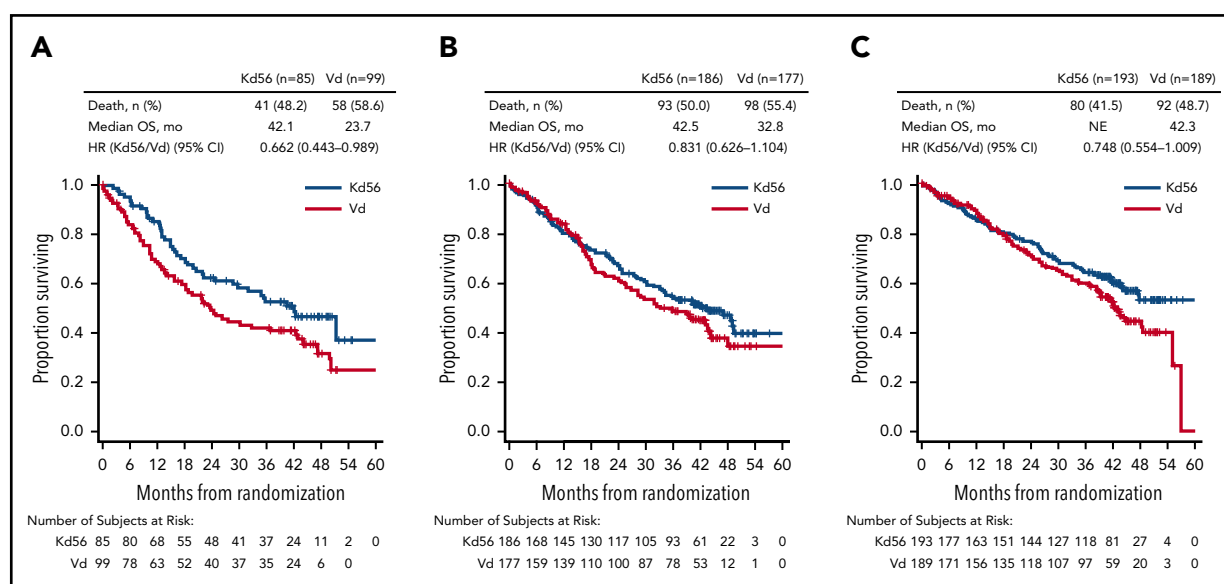 A
Kd56 (n=85) Vd (n=99)
Death, n (%) 41 (48.2) 58 (58.6)
Median OS, mo 42.1 23.7
HR (Kd56/Vd) (95% CI) 0.662 (0.443–0.989)
1.0
0.8
0.6
0.4
0.2
0.0
Proportion surviving
Kd56
Vd
0 6 12 18 24 30 36 42 48 54 60
Months from randomization
Number of Subjects at Risk:
Kd56 85 80 68 55 48 41 37 24 11 2 0
Vd 99 78 63 52 40 37 35 24 6 0
B
Kd56 (n=186) Vd (n=177)
Death, n (%) 93 (50.0) 98 (55.4)
Median OS, mo 42.5 32.8
HR (Kd56/Vd) (95% CI) 0.831 (0.626–1.104)
1.0
0.8
0.6
0.4
0.2
0.0
Proportion surviving
Kd56
Vd
0 6 12 18 24 30 36 42 48 54 60
Months from randomization
Number of Subjects at Risk:
Kd56 186 168 145 130 117 105 93 61 22 3 0
Vd 177 159 139 110 100 87 78 53 12 1 0
C
Kd56 (n=193) Vd (n=189)
Death, n (%) 80 (41.5) 92 (48.7)
Median OS, mo NE 42.3
HR (Kd56/Vd) (95% CI) 0.748 (0.554–1.009)
1.0
0.8
0.6
0.4
0.2
0.0
Proportion surviving
Kd56
Vd
0 6 12 18 24 30 36 42 48 54 60
Months from randomization
Number of Subjects at Risk:
Kd56 193 177 163 151 144 127 118 81 27 4 0
Vd 189 171 156 135 118 107 97 59 20 3 0